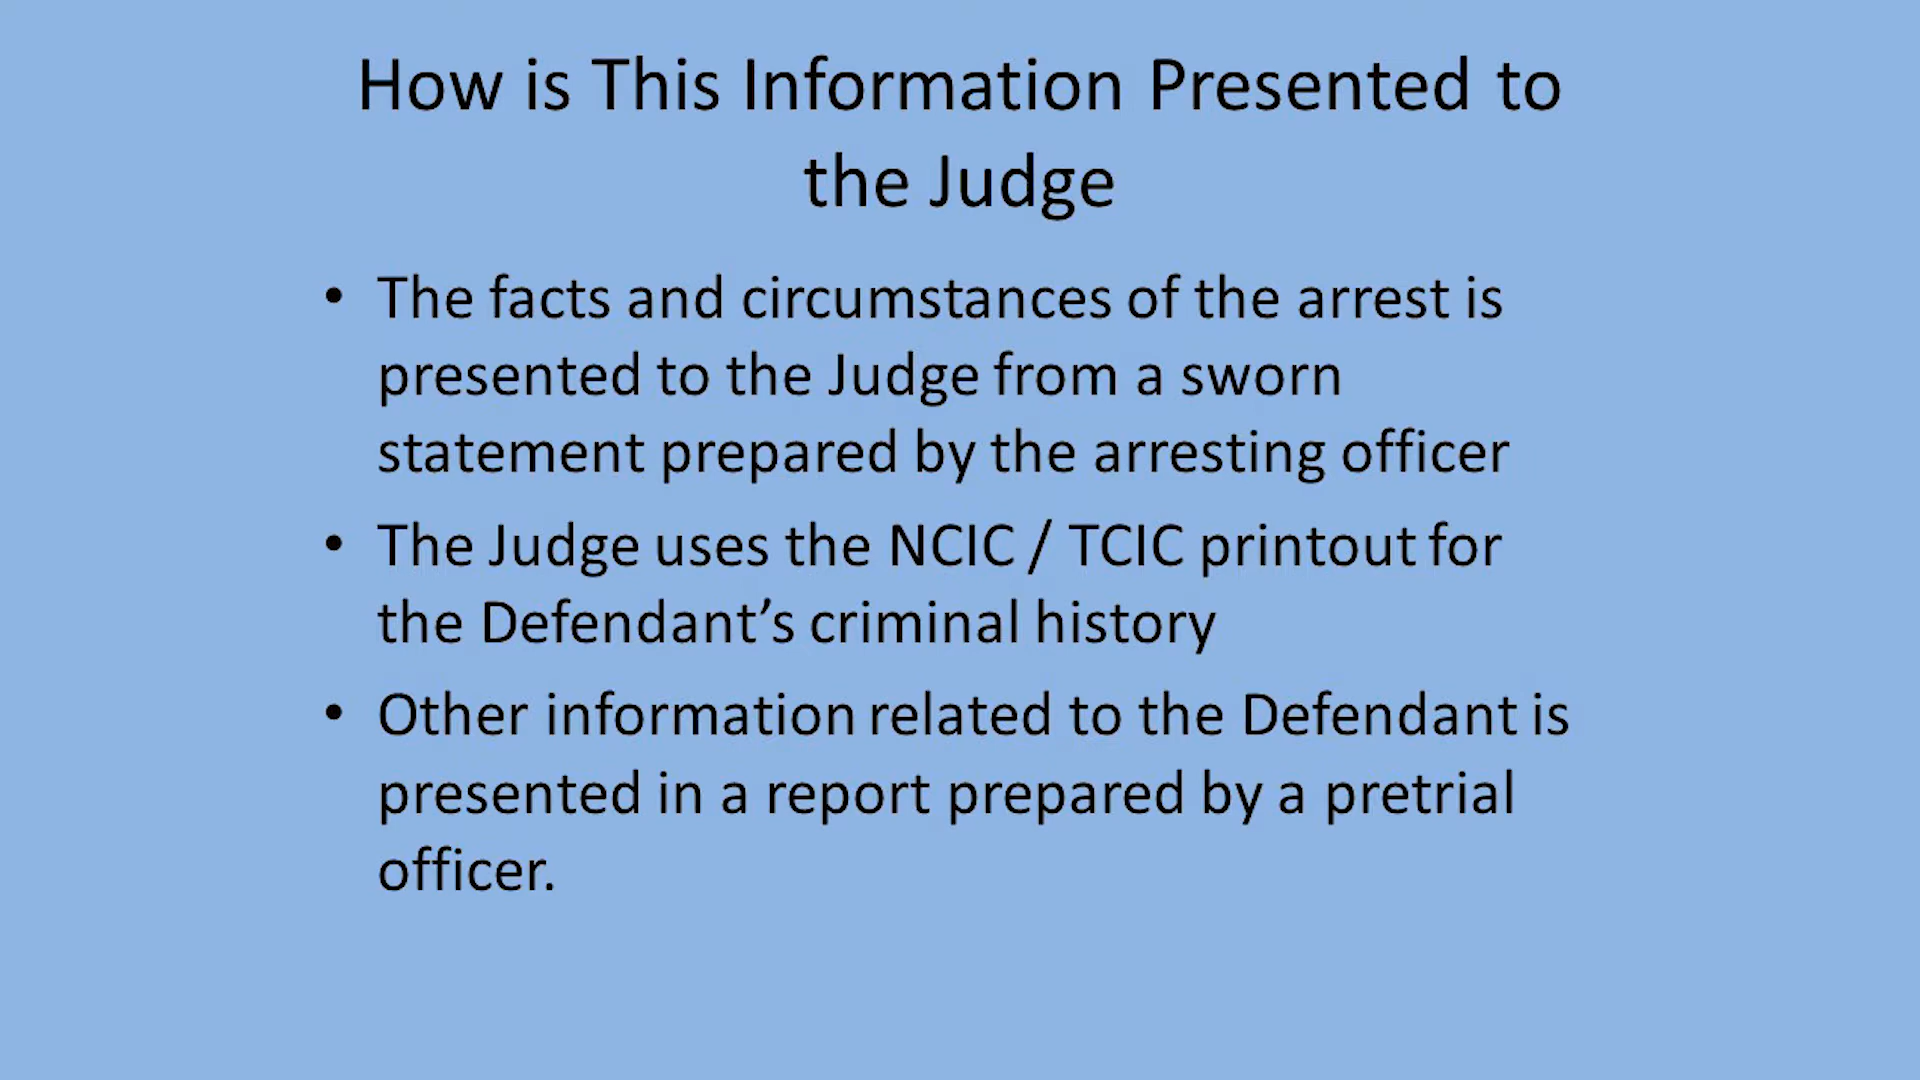 How is This Information Presented to
the Judge
• The facts and circumstances of the arrest is
presented to the Judge from a sworn
statement prepared by the arresting officer
• The Judge uses the NCIC / TCIC printout for
the Defendant’s criminal history
• Other information related to the Defendant is
presented in a report prepared by a pretrial
officer.